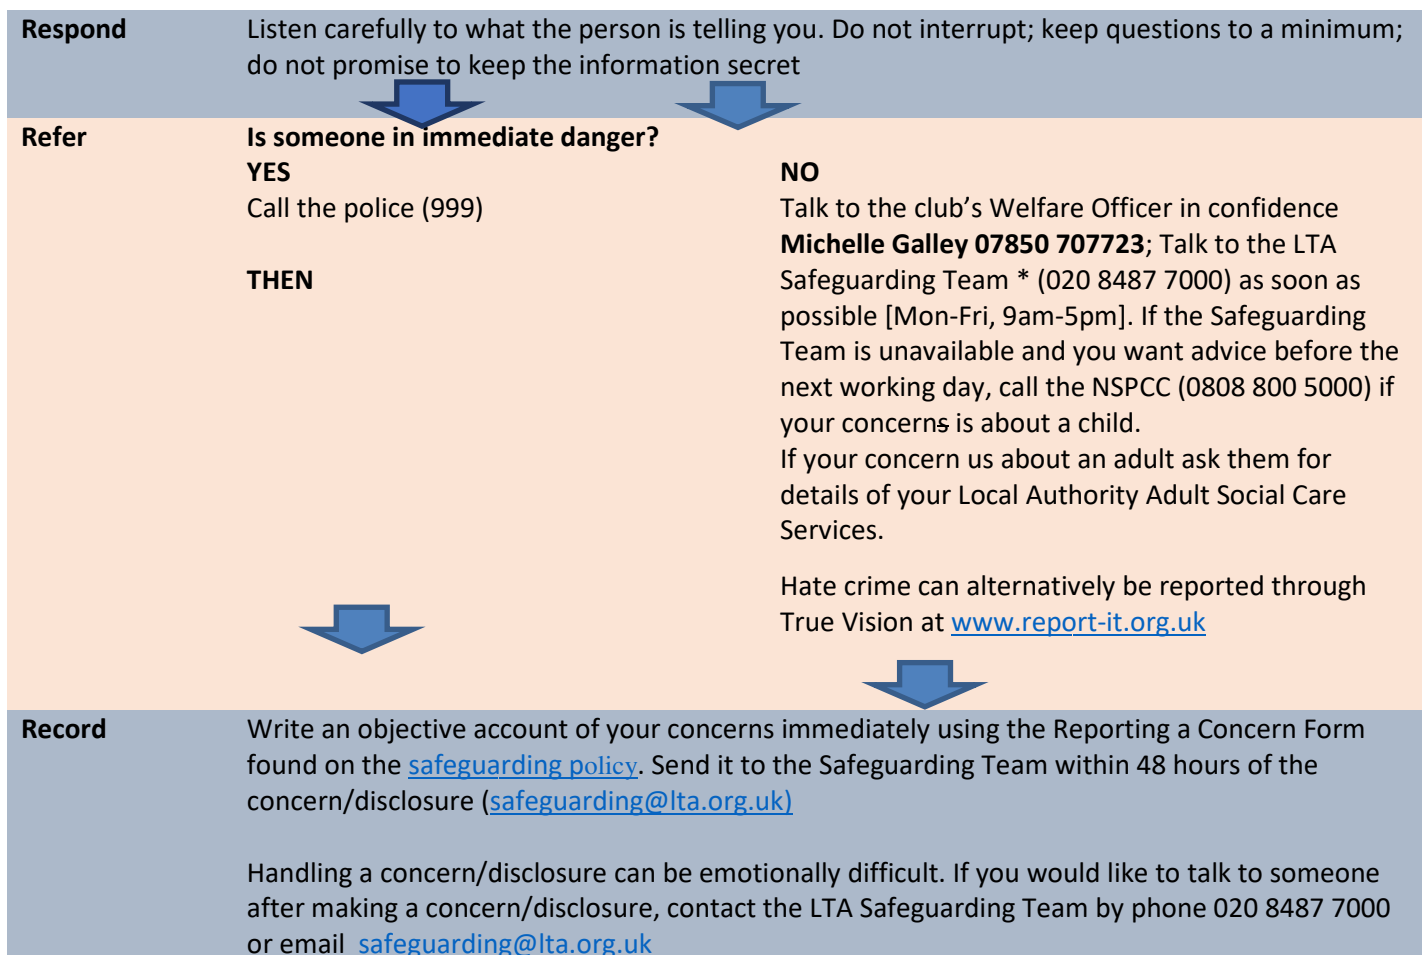 Respond
Listen carefully to what the person is telling you. Do not interrupt; keep questions to a minimum;
do not promise to keep the information secret
Refer
Is someone in immediate danger?
YES
Call the police (999)
THEN
NO
Talk to the club’s Welfare Officer in confidence
Michelle Galley 07850 707723; Talk to the LTA
Safeguarding Team * (020 8487 7000) as soon as
possible [Mon-Fri, 9am-5pm]. If the Safeguarding
Team is unavailable and you want advice before the
next working day, call the NSPCC (0808 800 5000) if
your concerns is about a child.
If your concern us about an adult ask them for
details of your Local Authority Adult Social Care
Services.
Hate crime can alternatively be reported through
True Vision at www.report-it.org.uk
Record
Write an objective account of your concerns immediately using the Reporting a Concern Form
found on the safeguarding policy. Send it to the Safeguarding Team within 48 hours of the
concern/disclosure (safeguarding@lta.org.uk)
Handling a concern/disclosure can be emotionally difficult. If you would like to talk to someone
after making a concern/disclosure, contact the LTA Safeguarding Team by phone 020 8487 7000
or email safeguarding@lta.org.uk